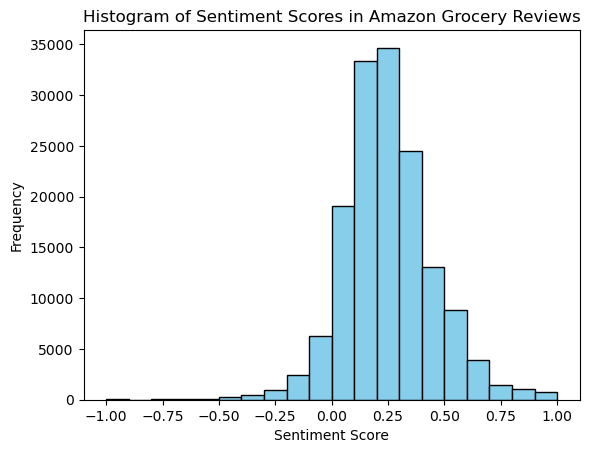 Histogram of Sentiment Scores in Amazon Grocery Reviews
35000
30000
25000
20000
15000
10000
5000
0
Frequency
−1.00 −0.75 −0.50 −0.25 0.00 0.25 0.50 0.75 1.00
Sentiment Score